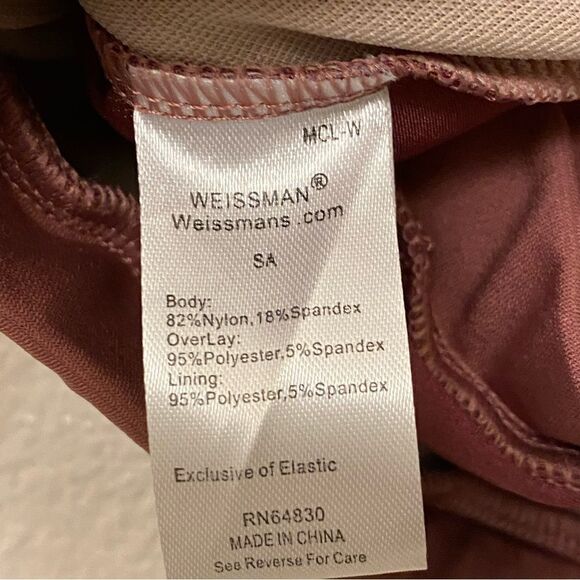 MCL-W
WEISSMAN®
Weissmans.com
SA
Body:
82%Nylon,18%Spandex
OverLay:
95%Polyester,5%Spandex
Lining:
95%Polyester,5%Spandex
Exclusive of Elastic
RN64830
MADE IN CHINA
See Reverse For Care